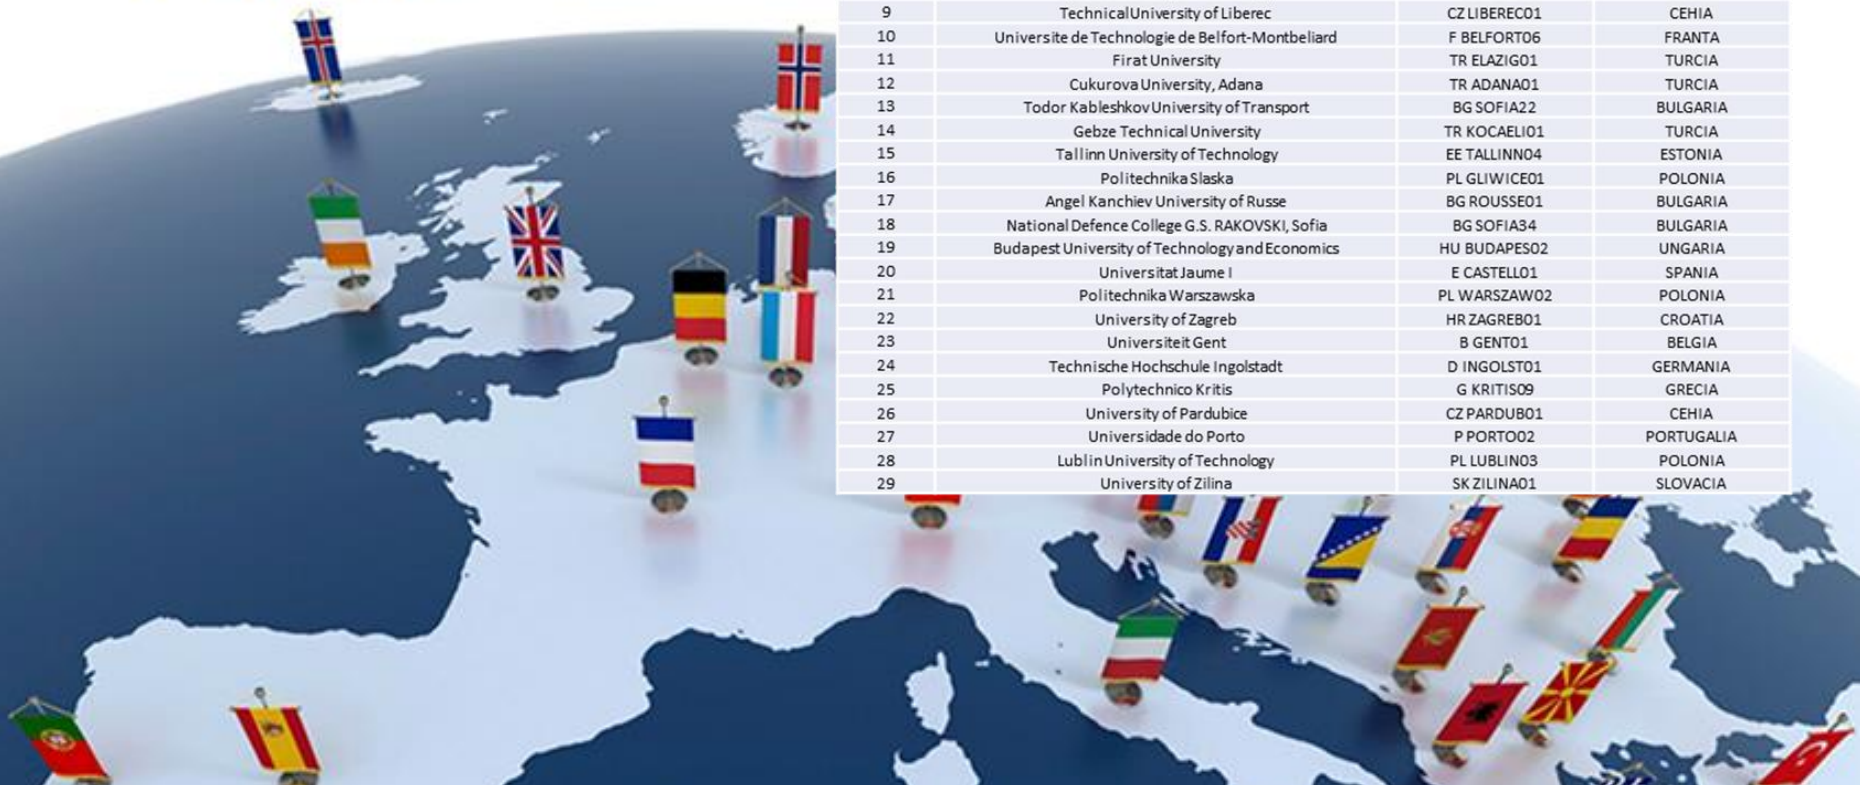 9 Technical University of Liberec CZ LIBEREC01 CEHIA
10 Universite de Technologie de Belfort-Montbeliard F BELFORT06 FRANTA
11 Firat University TR ELAZIG01 TURCIA
12 Cukurova University, Adana TR ADANA01 TURCIA
13 Todor Kableshkov University of Transport BG SOFIA22 BULGARIA
14 Gebze Technical University TR KOCAELI01 TURCIA
15 Tallinn University of Technology EE TALLINN04 ESTONIA
16 Politechnika Slaska PL GLIWICE01 POLONIA
17 Angel Kanchiev University of Russe BG ROUSSE01 BULGARIA
18 National Defence College G.S. RAKOVSKI, Sofia BG SOFIA34 BULGARIA
19 Budapest University of Technology and Economics HU BUDAPES02 UNGARIA
20 Universitat Jaume I E CASTELL01 SPANIA
21 Politechnika Warszawska PL WARSZAW02 POLONIA
22 University of Zagreb HR ZAGREB01 CROATIA
23 Universiteit Gent B GENT01 BELGIA
24 Technische Hochschule Ingolstadt D INGOLST01 GERMANIA
25 Polytechnico Kritis G KRITIS09 GRECIA
26 University of Pardubice CZ PARDUB01 CEHIA
27 Universidade do Porto P PORTO02 PORTUGALIA
28 Lublin University of Technology PL LUBLIN03 POLONIA
29 University of Zilina SK ZILINA01 SLOVACIA